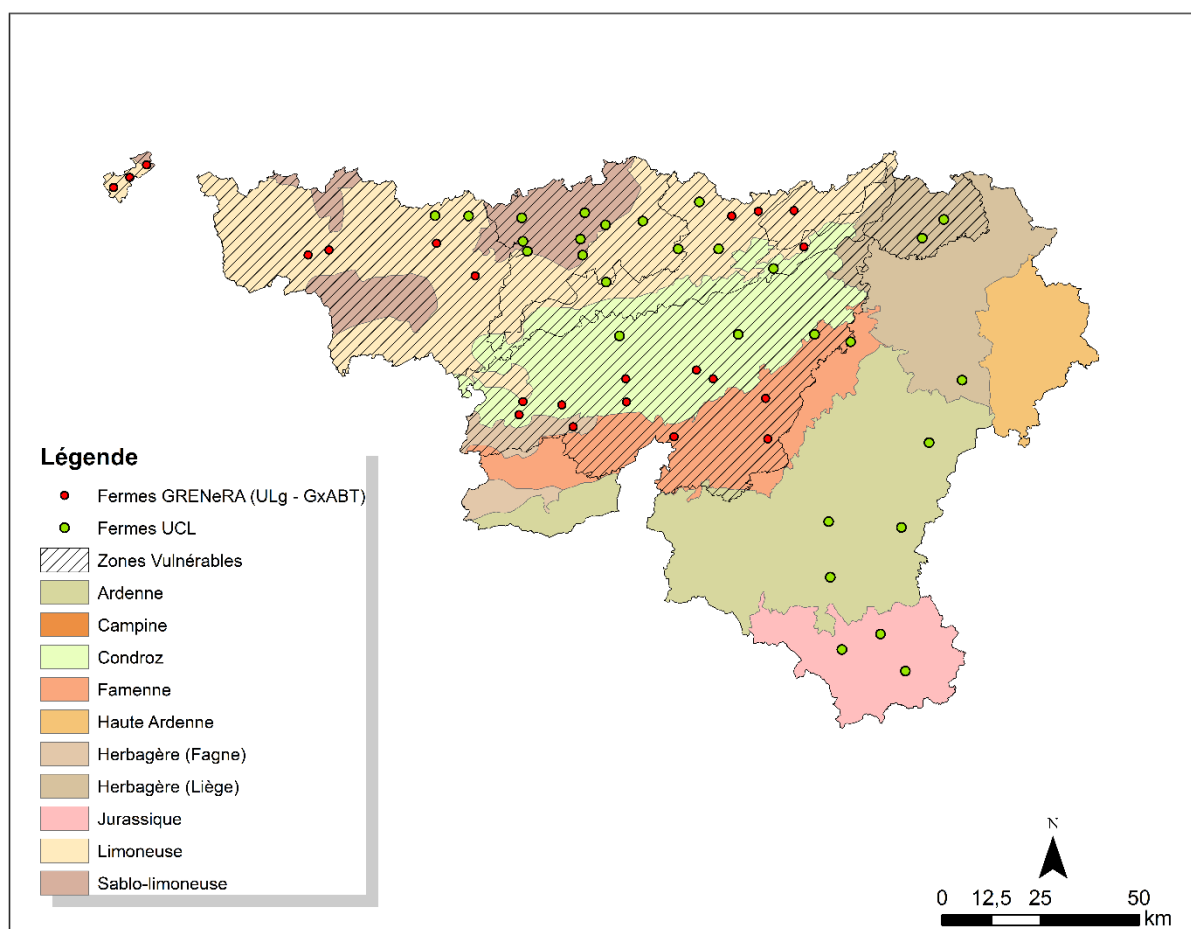 Légende
Fermes GRENeRA (ULg - GxABT)
Fermes UCL
Zones Vulnérables
Ardenne
Campine
Condroz
Famenne
Haute Ardenne
Herbagère (Fagne)
Herbagère (Liège)
Jurassique
Limoneuse
Sablo-limoneuse
N
0 12,5 25 50
km